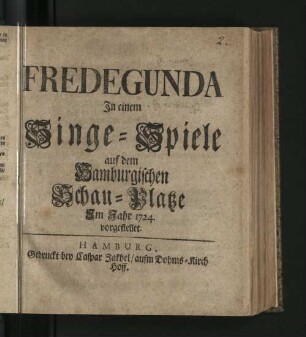 2.
FREDEGUNDA
In einem
Singe-Spiele
auf dem
Hamburgischen
Schau-Platze
Im Jahr 1724.
vorgestellet.
HAMBURG,
Gedruckt bey Caspar Jakhel / aufm Dohms-Kirch
Hoff.